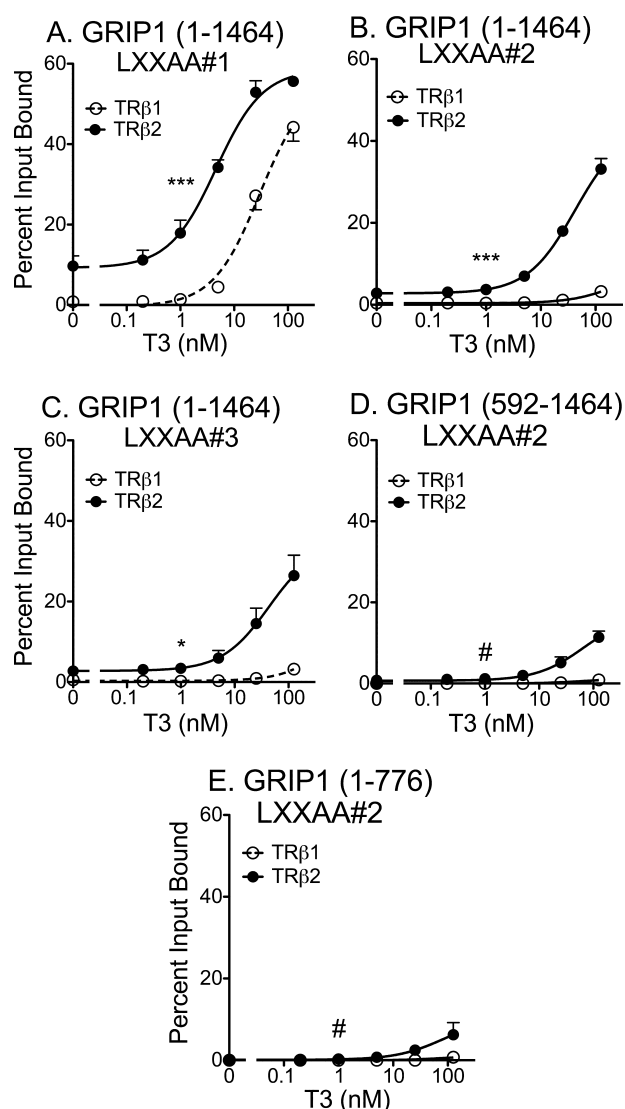 A. GRIP1 (1-1464)
LXXAA#1
Percent Input Bound
60
40
20
0
TRβ1
TRβ2
***
0 0.1 1 10 100
T3 (nM)
B. GRIP1 (1-1464)
LXXAA#2
60
40
20
0
TRβ1
TRβ2
***
0 0.1 1 10 100
T3 (nM)
C. GRIP1 (1-1464)
LXXAA#3
Percent Input Bound
60
40
20
0
TRβ1
TRβ2
*
0 0.1 1 10 100
T3 (nM)
D. GRIP1 (592-1464)
LXXAA#2
60
40
20
0
TRβ1
TRβ2
#
0 0.1 1 10 100
T3 (nM)
E. GRIP1 (1-776)
LXXAA#2
Percent Input Bound
60
40
20
0
TRβ1
TRβ2
#
0 0.1 1 10 100
T3 (nM)